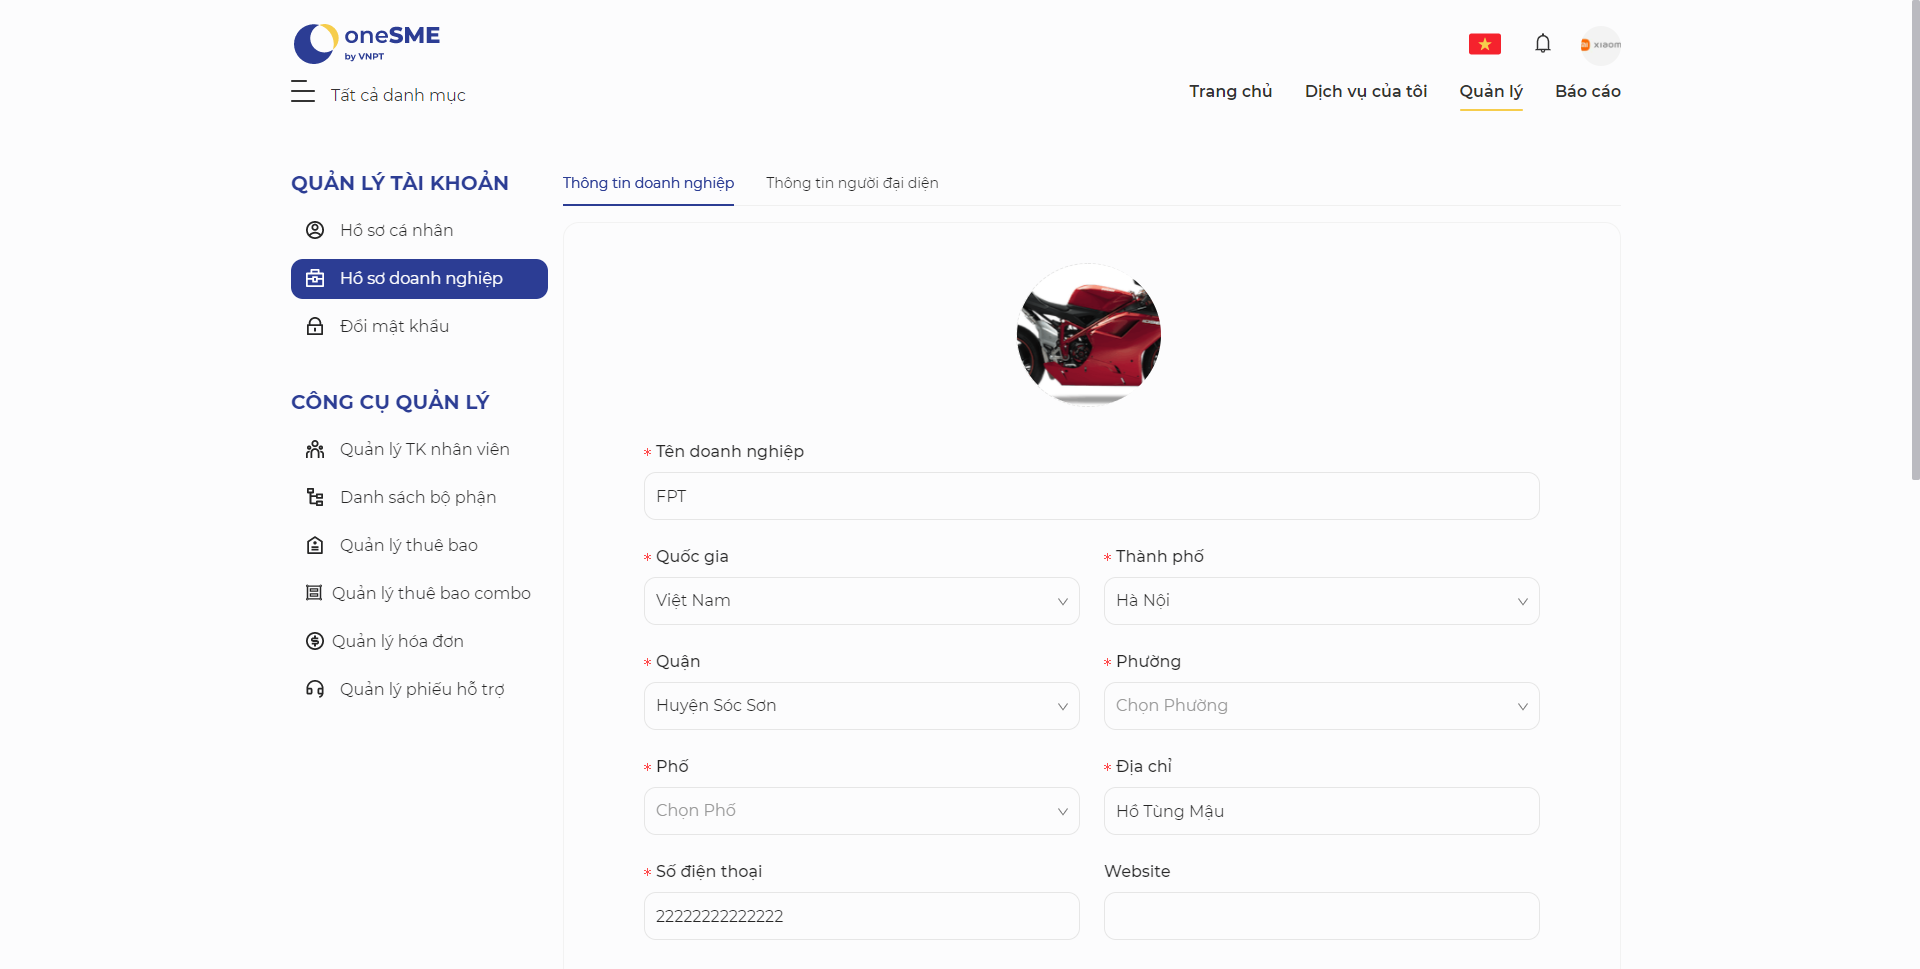 oneSME
by VNPT
xiaom
Tất cả danh mục
Trang chủ
Dịch vụ của tôi
Quản lý
Báo cáo
QUẢN LÝ TÀI KHOẢN
Hồ sơ cá nhân
Hồ sơ doanh nghiệp
Đổi mật khẩu
CÔNG CỤ QUẢN LÝ
Quản lý TK nhân viên
Danh sách bộ phận
Quản lý thuê bao
Quản lý thuê bao combo
Quản lý hóa đơn
Quản lý phiếu hỗ trợ
Thông tin doanh nghiệp
Thông tin người đại diện
* Tên doanh nghiệp
FPT
* Quốc gia
Việt Nam
* Thành phố
Hà Nội
* Quận
Huyện Sóc Sơn
* Phường
Chọn Phường
* Phố
Chọn Phố
* Địa chỉ
Hồ Tùng Mậu
* Số điện thoại
22222222222222
Website